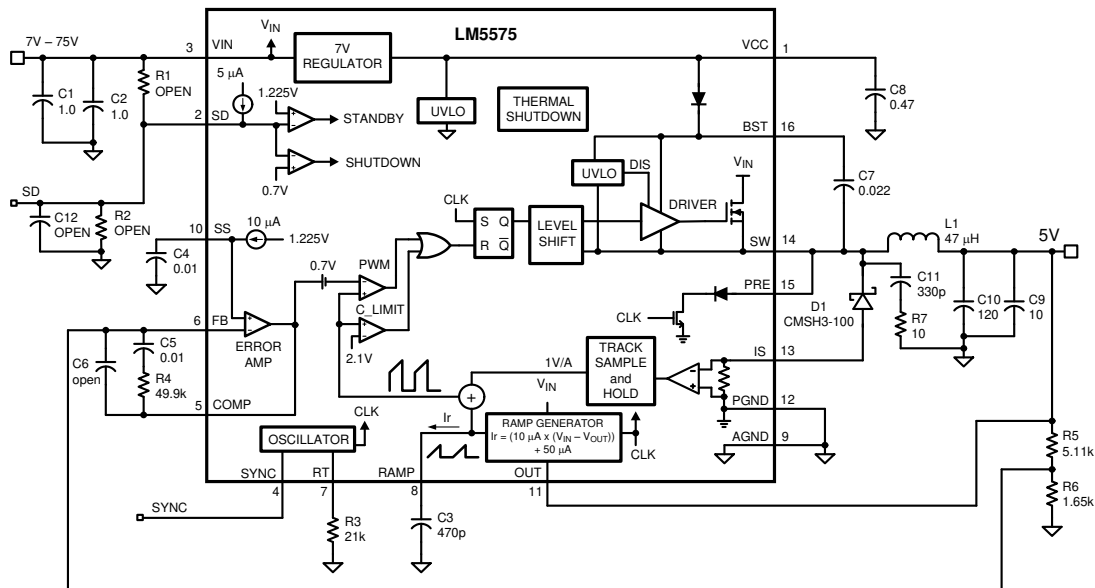 LM5575
7V – 75V
3
VIN
VIN
7V
REGULATOR
VCC
1
C1
1.0
C2
1.0
R1
OPEN
5 µA
1.225V
2
SD
STANDBY
SHUTDOWN
0.7V
UVLO
THERMAL
SHUTDOWN
C8
0.47
BST
16
VIN
UVLO
DIS
DRIVER
C7
0.022
SD
C12
OPEN
R2
OPEN
10
SS
10 µA
1.225V
C4
0.01
CLK
S
Q
R
Q
LEVEL
SHIFT
SW
14
L1
47 µH
5V
0.7V
PWM
C_LIMIT
2.1V
PRE
15
CLK
D1
CMSH3-100
C11
330p
R7
10
C10
120
C9
10
6
FB
ERROR
AMP
C5
0.01
C6
open
R4
49.9k
5
COMP
IS
13
1V/A
TRACK
SAMPLE
and
HOLD
+
VIN
PGND
12
AGND
9
OSCILLATOR
CLK
Ir
RAMP GENERATOR
Ir = (10 µA x (VIN – VOUT))
+ 50 µA
CLK
R5
5.11k
R6
1.65k
SYNC
4
RT
7
RAMP
8
OUT
11
SYNC
R3
21k
C3
470p